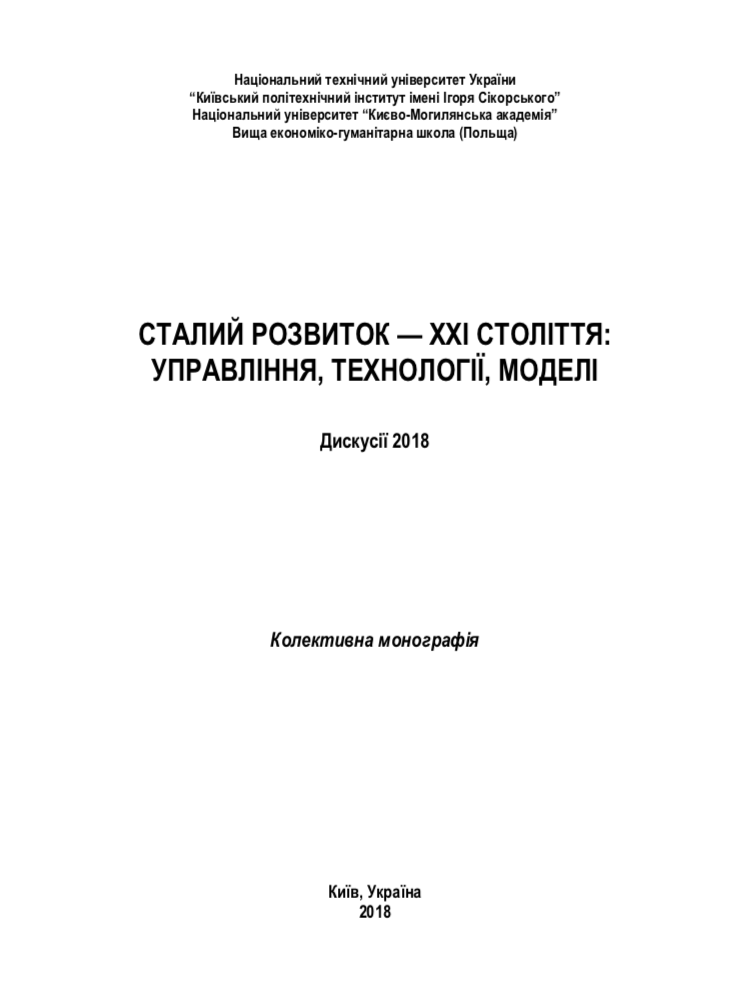 Національний технічний університет України
“Київський політехнічний інститут імені Ігоря Сікорського”
Національний університет “Києво-Могилянська академія”
Вища економіко-гуманітарна школа (Польща)
СТАЛИЙ РОЗВИТОК — ХХІ СТОЛІТТЯ:
УПРАВЛІННЯ, ТЕХНОЛОГІЇ, МОДЕЛІ
Дискусії 2018
Колективна монографія
Київ, Україна
2018